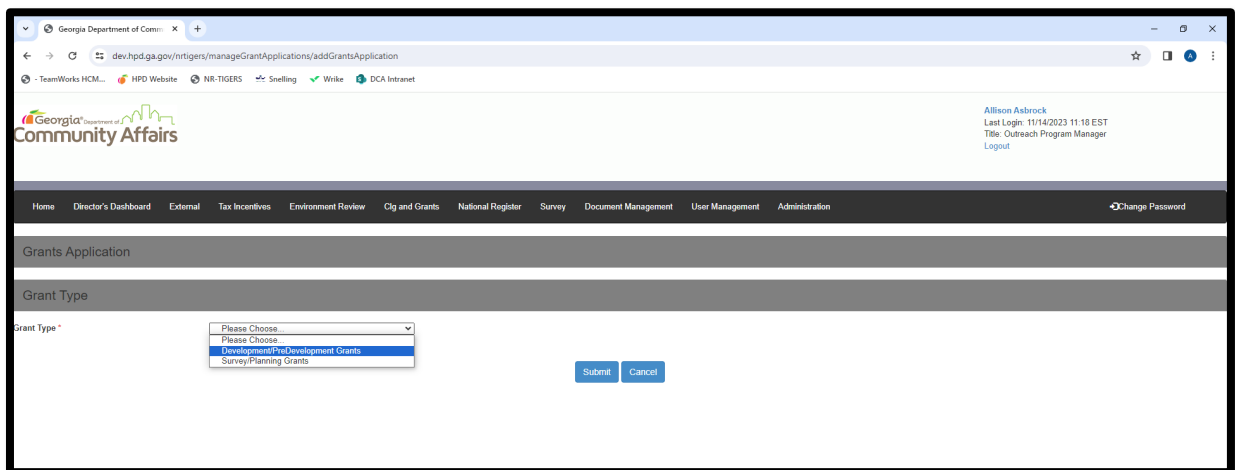 Georgia Department of Comm
dev.hpd.ga.gov/nrtigers/manageGrantApplications/addGrantsApplication
A
- TeamWorks HCM... HPD Website NR-TIGERS Snelling Wrike DCA Intranet
Georgia® Department of
Community Affairs
Allison Asbrock
Last Login: 11/14/2023 11:18 EST
Title: Outreach Program Manager
Logout
Home Director's Dashboard External Tax Incentives Environment Review Clg and Grants National Register Survey Document Management User Management Administration Change Password
Grants Application
Grant Type
Grant Type * Please Choose...
Please Choose...
Development/PreDevelopment Grants
Survey/Planning Grants
Submit Cancel